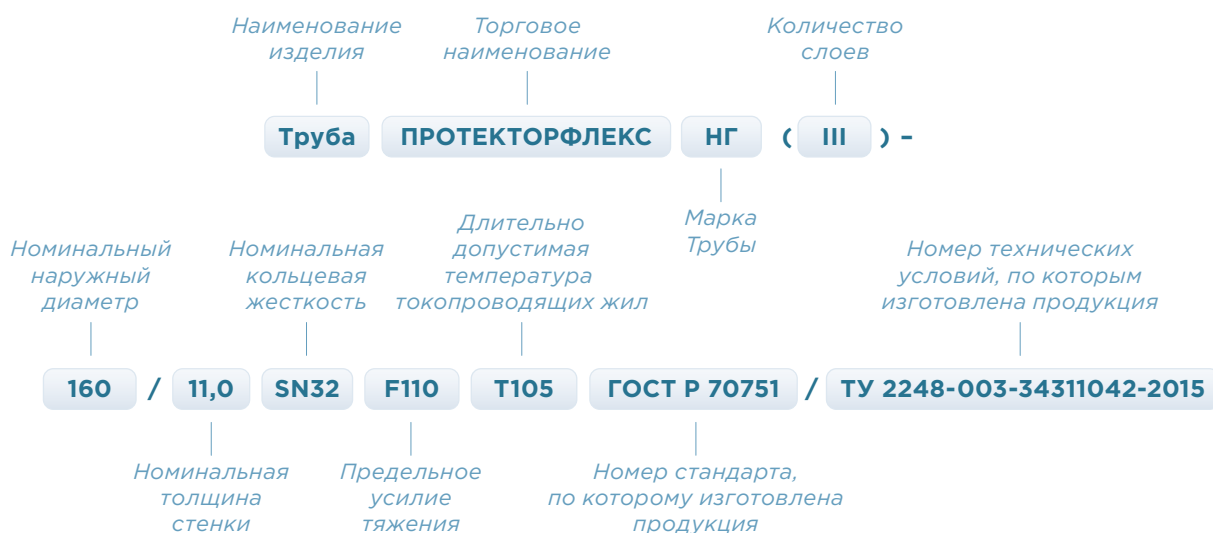 Наименование
изделия
Торговое
наименование
Количество
слоев
Труба ПРОТЕКТОРФЛЕКС НГ ( III ) –
Марка
Трубы
Номинальный
наружный
диаметр
Номинальная
кольцевая
жесткость
Длительно
допустимая
температура
токопроводящих жил
Номер технических
условий, по которым
изготовлена продукция
160 / 11,0 SN32 F110 T105 ГОСТ Р 70751 / ТУ 2248-003-34311042-2015
Номинальная
толщина
стенки
Предельное
усилие
тяжения
Номер стандарта,
по которому изготовлена
продукция